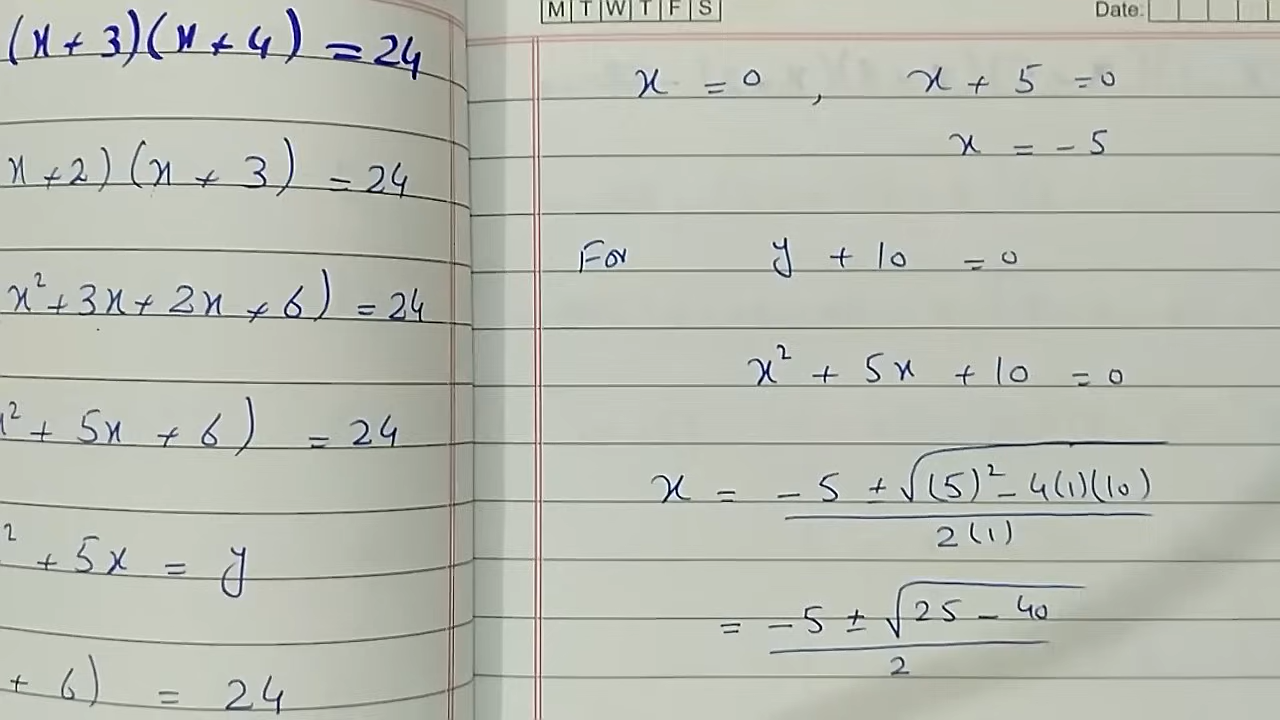 (x + 3)(x + 4) = 24
x + 2)(x + 3) = 24
x² + 3x + 2x + 6) = 24
² + 5x + 6) = 24
² + 5x = y
+ 6) = 24
M T W T F S
Date:
x = 0 , x + 5 = 0
x = -5
For y + 10 = 0
x² + 5x + 10 = 0
x = (-5 ± √((5)² - 4(1)(10))) / 2(1)
= (-5 ± √(25 - 40)) / 2